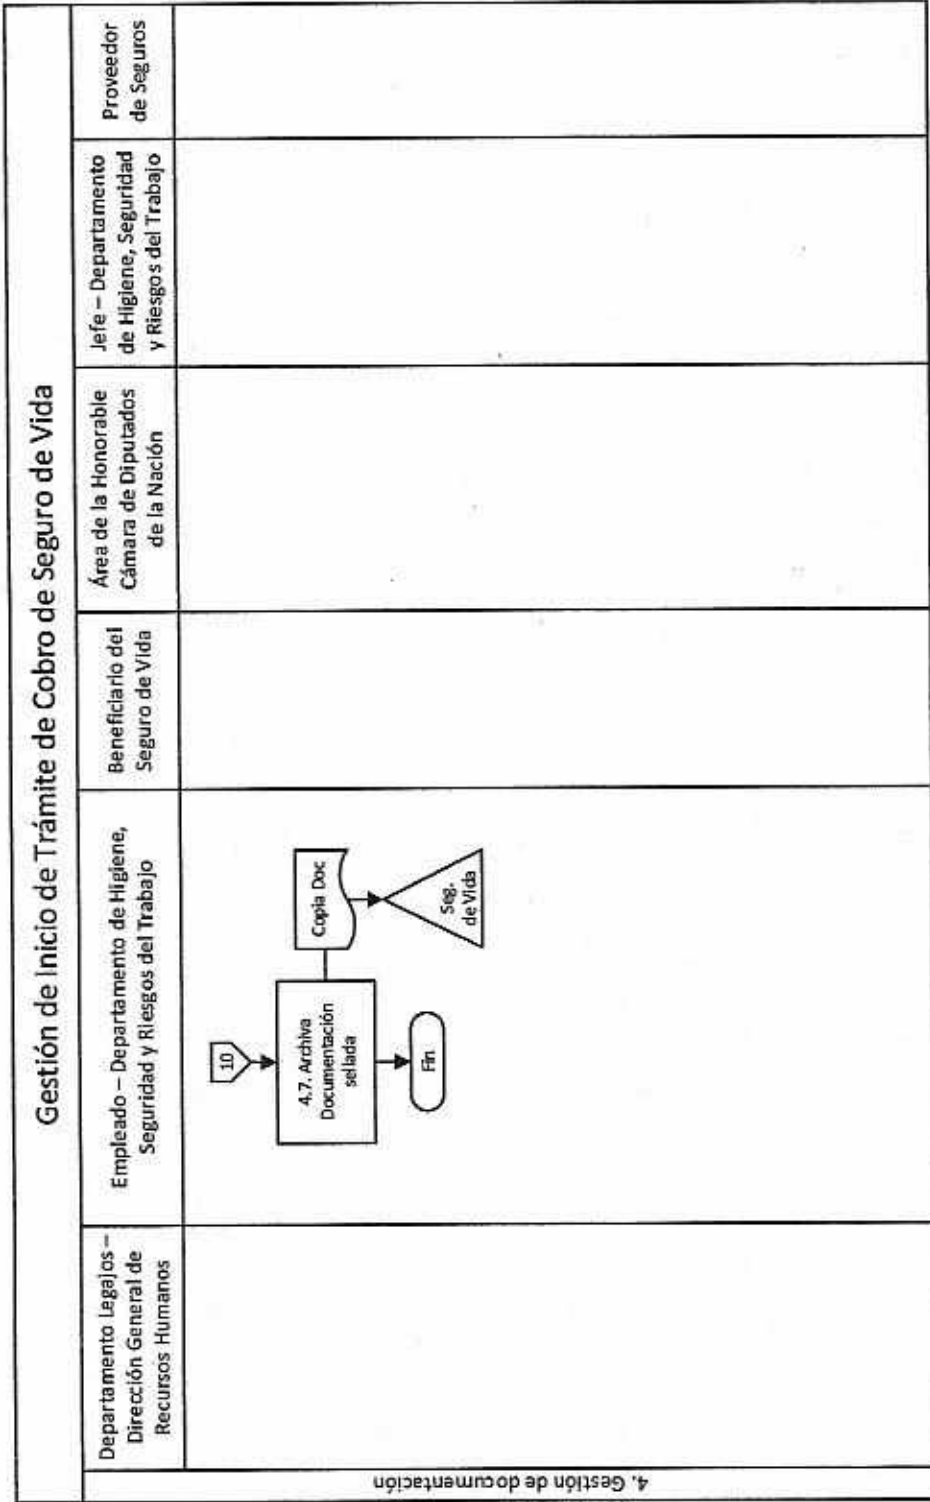 Gestión de Inicio de Trámite de Cobro de Seguro de Vida
Departamento Legajos –
Dirección General de
Recursos Humanos
Empleado – Departamento de Higiene,
Seguridad y Riesgos del Trabajo
Beneficiario del
Seguro de Vida
Área de la Honorable
Cámara de Diputados
de la Nación
Jefe – Departamento
de Higiene, Seguridad
y Riesgos del Trabajo
Proveedor
de Seguros
4. Gestión de documentación
10
4.7. Archiva
Documentación
sellada
Copia Doc
Seg.
de Vida
Fin